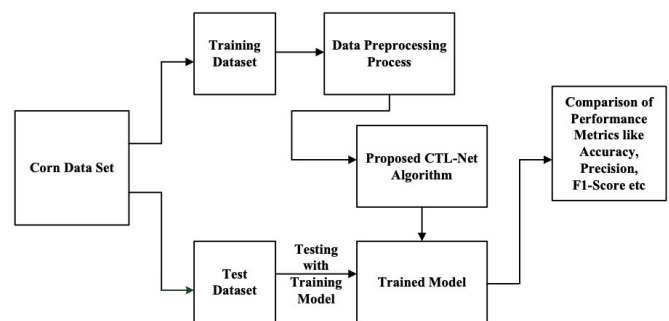 Training
Dataset
Data Preprocessing
Process
Corn Data Set
Proposed CTL-Net
Algorithm
Comparison of
Performance
Metrics like
Accuracy,
Precision,
F1-Score etc
Test
Dataset
Testing
with
Training
Model
Trained Model